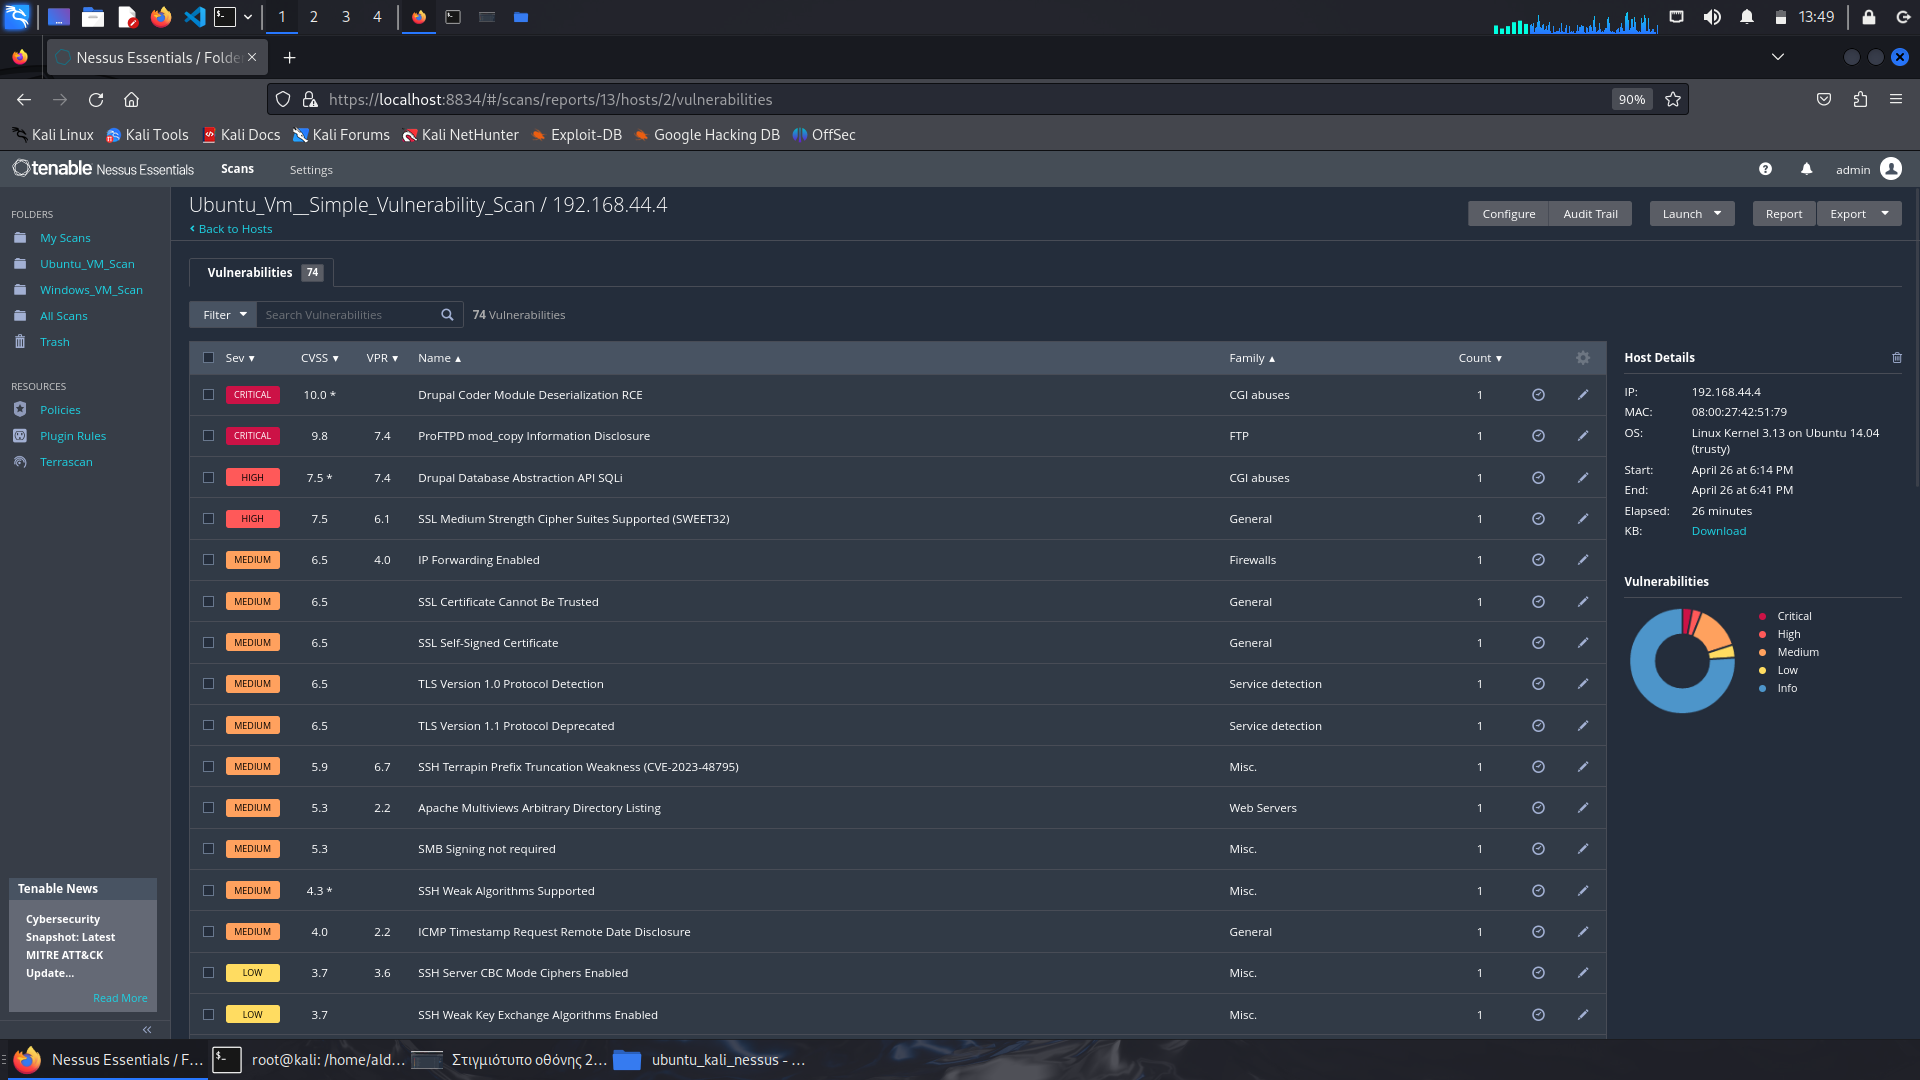 1 2 3 4 13:49
Nessus Essentials / Folde
https://localhost:8834/#/scans/reports/13/hosts/2/vulnerabilities 90%
Kali Linux Kali Tools Kali Docs Kali Forums Kali NetHunter Exploit-DB Google Hacking DB OffSec
tenable Nessus Essentials Scans Settings admin
FOLDERS
My Scans
Ubuntu_VM_Scan
Windows_VM_Scan
All Scans
Trash
RESOURCES
Policies
Plugin Rules
Terrascan
Tenable News
Cybersecurity
Snapshot: Latest
MITRE ATT&CK
Update...
Read More
Ubuntu_Vm__Simple_Vulnerability_Scan / 192.168.44.4
Back to Hosts
Configure Audit Trail Launch Report Export
Vulnerabilities 74
Filter Search Vulnerabilities 74 Vulnerabilities
Sev CVSS VPR Name Family Count
CRITICAL 10.0 * Drupal Coder Module Deserialization RCE CGI abuses 1
CRITICAL 9.8 7.4 ProFTPD mod_copy Information Disclosure FTP 1
HIGH 7.5 * 7.4 Drupal Database Abstraction API SQLi CGI abuses 1
HIGH 7.5 6.1 SSL Medium Strength Cipher Suites Supported (SWEET32) General 1
MEDIUM 6.5 4.0 IP Forwarding Enabled Firewalls 1
MEDIUM 6.5 SSL Certificate Cannot Be Trusted General 1
MEDIUM 6.5 SSL Self-Signed Certificate General 1
MEDIUM 6.5 TLS Version 1.0 Protocol Detection Service detection 1
MEDIUM 6.5 TLS Version 1.1 Protocol Deprecated Service detection 1
MEDIUM 5.9 6.7 SSH Terrapin Prefix Truncation Weakness (CVE-2023-48795) Misc. 1
MEDIUM 5.3 2.2 Apache Multiviews Arbitrary Directory Listing Web Servers 1
MEDIUM 5.3 SMB Signing not required Misc. 1
MEDIUM 4.3 * SSH Weak Algorithms Supported Misc. 1
MEDIUM 4.0 2.2 ICMP Timestamp Request Remote Date Disclosure General 1
LOW 3.7 3.6 SSH Server CBC Mode Ciphers Enabled Misc. 1
LOW 3.7 SSH Weak Key Exchange Algorithms Enabled Misc. 1
Host Details
IP: 192.168.44.4
MAC: 08:00:27:42:51:79
OS: Linux Kernel 3.13 on Ubuntu 14.04
(trusty)
Start: April 26 at 6:14 PM
End: April 26 at 6:41 PM
Elapsed: 26 minutes
KB: Download
Vulnerabilities
Critical
High
Medium
Low
Info
Nessus Essentials / F... root@kali: /home/ald... Στιγμιότυπο οθόνης 2... ubuntu_kali_nessus - ...